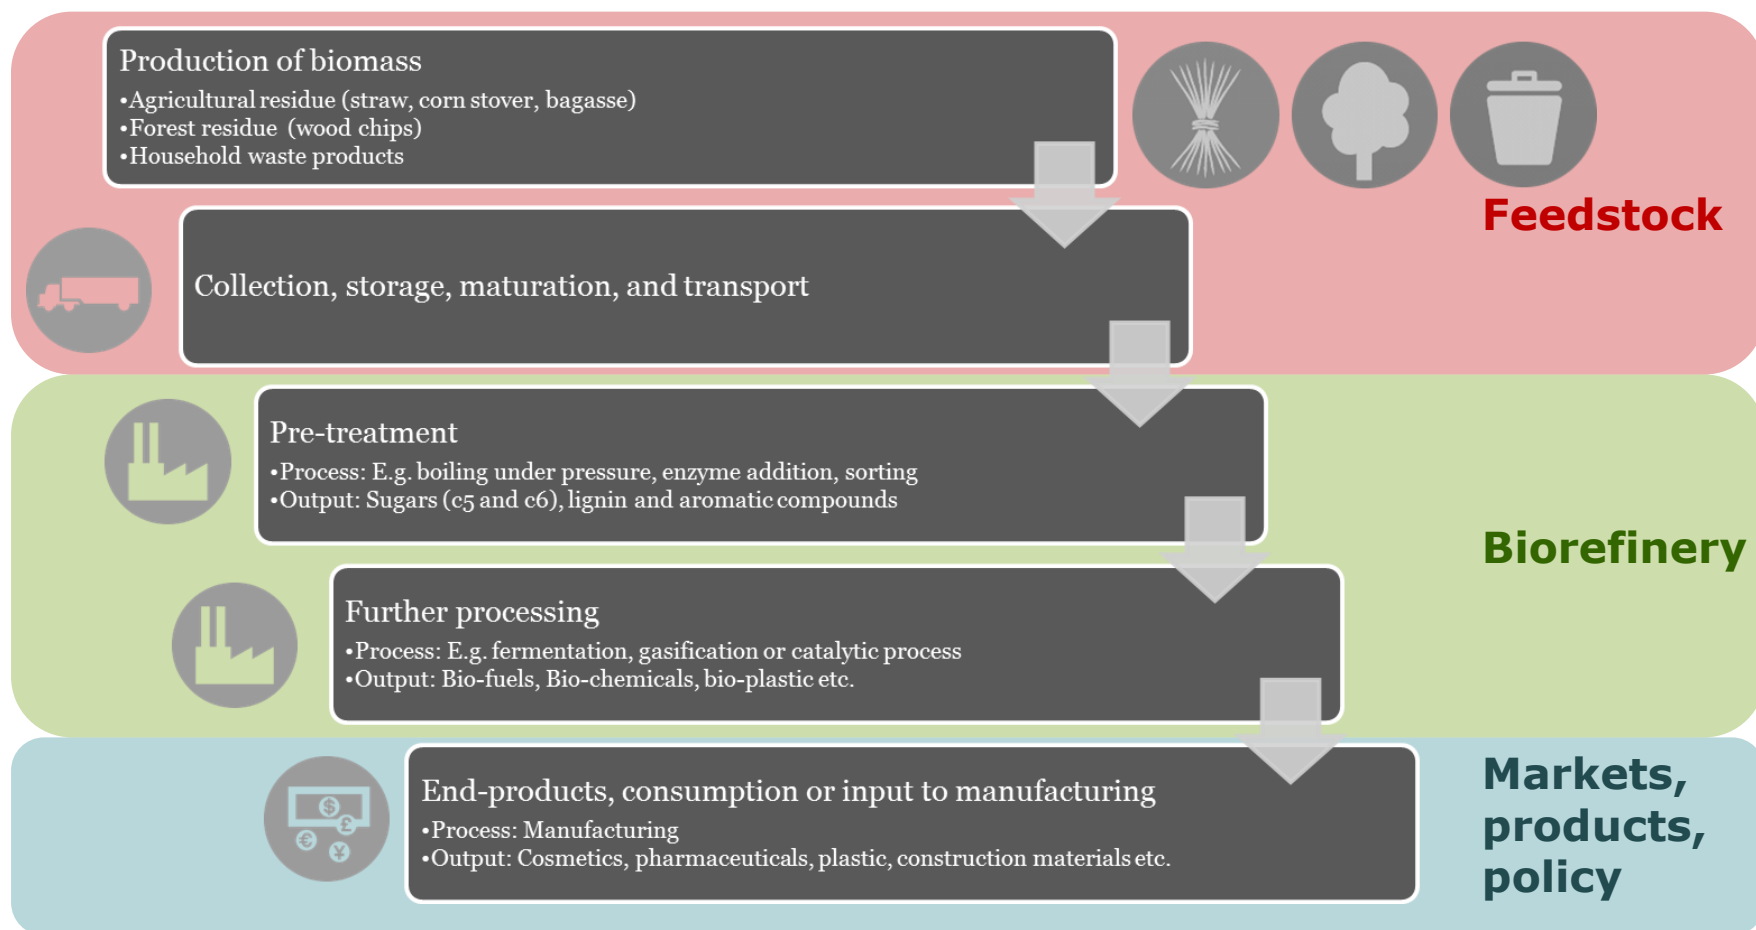 Production of biomass
•Agricultural residue (straw, corn stover, bagasse)
•Forest residue (wood chips)
•Household waste products
Feedstock
Collection, storage, maturation, and transport
Pre-treatment
•Process: E.g. boiling under pressure, enzyme addition, sorting
•Output: Sugars (c5 and c6), lignin and aromatic compounds
Biorefinery
Further processing
•Process: E.g. fermentation, gasification or catalytic process
•Output: Bio-fuels, Bio-chemicals, bio-plastic etc.
End-products, consumption or input to manufacturing
•Process: Manufacturing
•Output: Cosmetics, pharmaceuticals, plastic, construction materials etc.
Markets,
products,
policy
$
£
€
¥